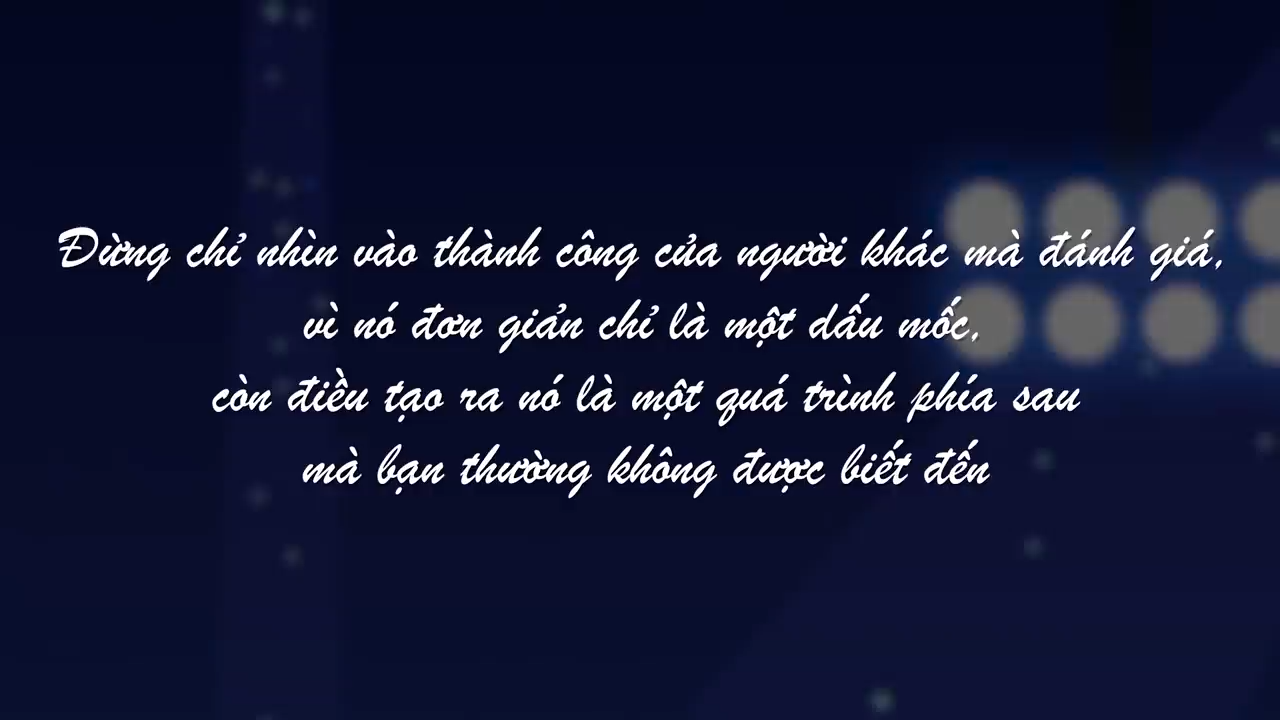 Đừng chỉ nhìn vào thành công của người khác mà đánh giá,
vì nó đơn giản chỉ là một dấu mốc,
còn điều tạo ra nó là một quá trình phía sau
mà bạn thường không được biết đến